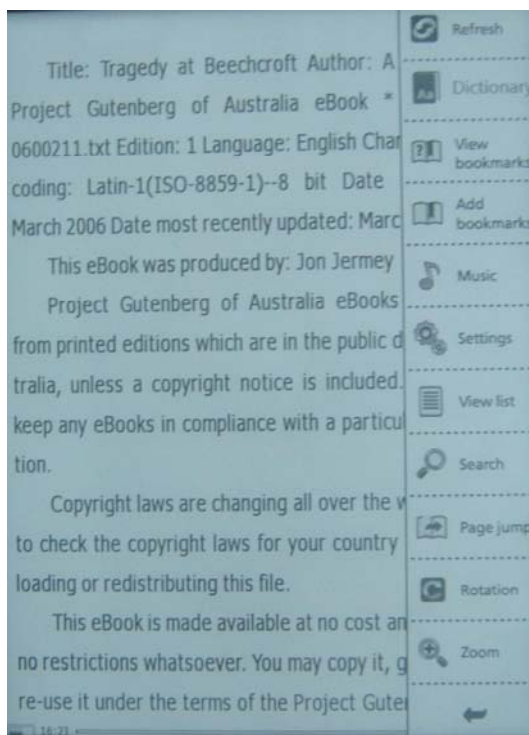 Title: Tragedy at Beechcroft Author: A
Project Gutenberg of Australia eBook *
0600211.txt Edition: 1 Language: English Char
coding: Latin-1(ISO-8859-1)--8 bit Date
March 2006 Date most recently updated: Marc
This eBook was produced by: Jon Jermey
Project Gutenberg of Australia eBooks
from printed editions which are in the public d
tralia, unless a copyright notice is included.
keep any eBooks in compliance with a particul
tion.
Copyright laws are changing all over the w
to check the copyright laws for your country
loading or redistributing this file.
This eBook is made available at no cost an
no restrictions whatsoever. You may copy it, g
re-use it under the terms of the Project Guten
16:21
Refresh
Aa
Dictionary
View
bookmarks
Add
bookmarks
Music
Settings
View list
Search
Page jump
Rotation
Zoom